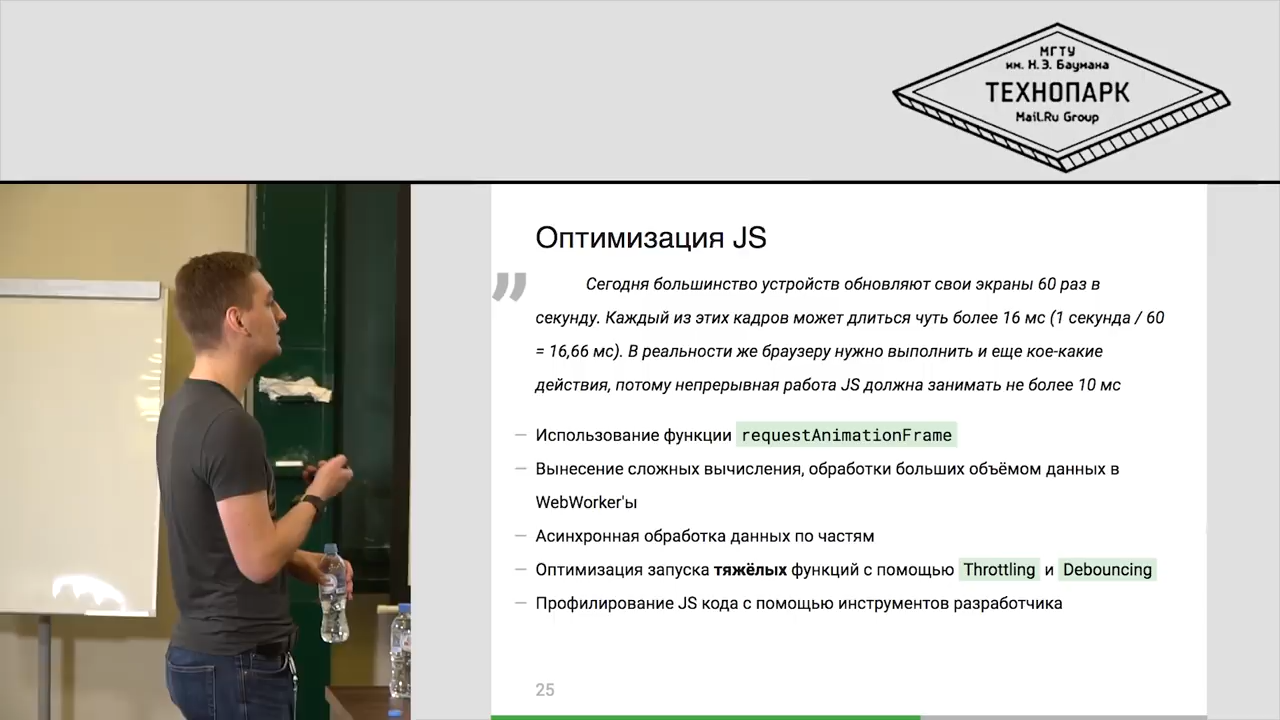 МГТУ
им. Н.Э. Баумана
ТЕХНОПАРК
Mail.Ru Group
Оптимизация JS
” Сегодня большинство устройств обновляют свои экраны 60 раз в
секунду. Каждый из этих кадров может длиться чуть более 16 мс (1 секунда / 60
= 16,66 мс). В реальности же браузеру нужно выполнить и еще кое-какие
действия, потому непрерывная работа JS должна занимать не более 10 мс
— Использование функции requestAnimationFrame
— Вынесение сложных вычисления, обработки больших объёмом данных в
WebWorker'ы
— Асинхронная обработка данных по частям
— Оптимизация запуска тяжёлых функций с помощью Throttling и Debouncing
— Профилирование JS кода с помощью инструментов разработчика
25